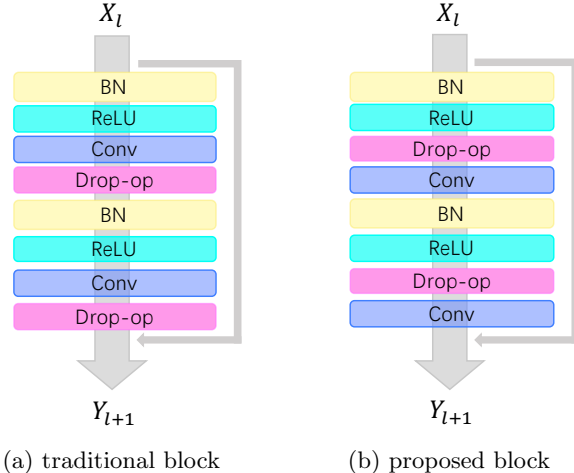 X_l
BN
ReLU
Conv
Drop-op
BN
ReLU
Conv
Drop-op
Y_{l+1}
(a) traditional block
X_l
BN
ReLU
Drop-op
Conv
BN
ReLU
Drop-op
Conv
Y_{l+1}
(b) proposed block